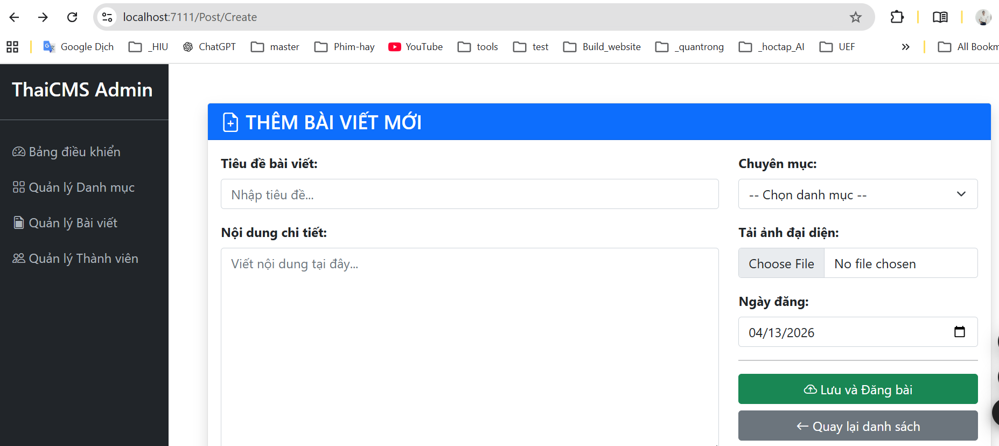 localhost:7111/Post/Create
Google Dịch
_HIU
ChatGPT
master
Phim-hay
YouTube
tools
test
Build_website
_quantrong
_hoctap_AI
UEF
All Bookm
ThaiCMS Admin
Bảng điều khiển
Quản lý Danh mục
Quản lý Bài viết
Quản lý Thành viên
THÊM BÀI VIẾT MỚI
Tiêu đề bài viết:
Nhập tiêu đề...
Nội dung chi tiết:
Viết nội dung tại đây...
Chuyên mục:
-- Chọn danh mục --
Tải ảnh đại diện:
Choose File No file chosen
Ngày đăng:
04/13/2026
Lưu và Đăng bài
Quay lại danh sách